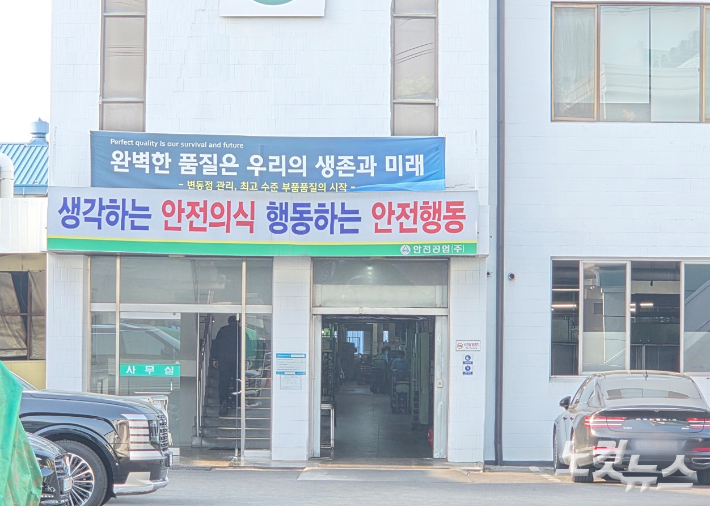 Perfect quality is our survival and future
완벽한 품질은 우리의 생존과 미래
- 변동점 관리, 최고 수준 부품품질의 시작 -
생각하는 안전의식 행동하는 안전행동
안전공업(주)
사무실
노컷뉴스